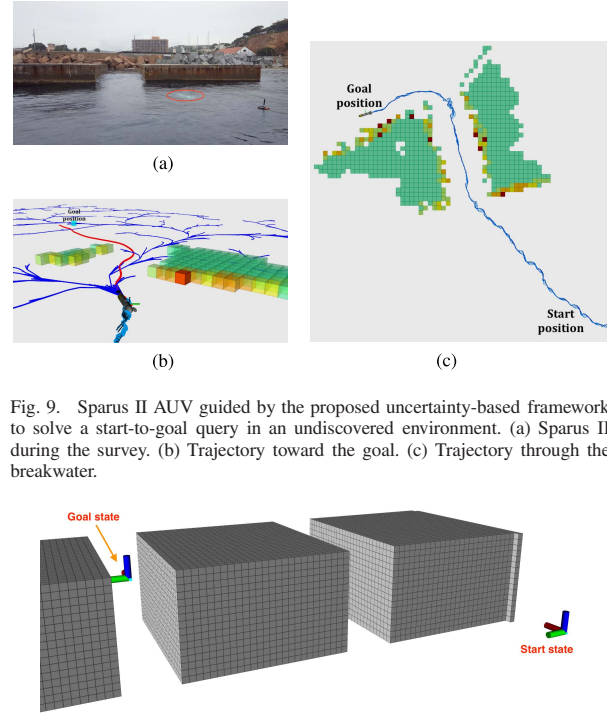 (a)
Goal
position
(b)
Goal
position
Start
position
(c)
Fig. 9. Sparus II AUV guided by the proposed uncertainty-based framework
to solve a start-to-goal query in an undiscovered environment. (a) Sparus II
during the survey. (b) Trajectory toward the goal. (c) Trajectory through the
breakwater.
Goal state
Start state